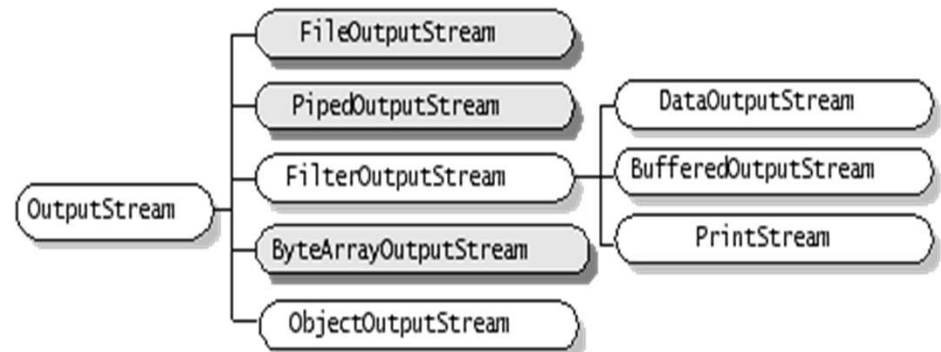 FileOutputStream
PipedOutputStream
DataOutputStream
FilterOutputStream
BufferedOutputStream
OutputStream
PrintStream
ByteArrayOutputStream
ObjectOutputStream